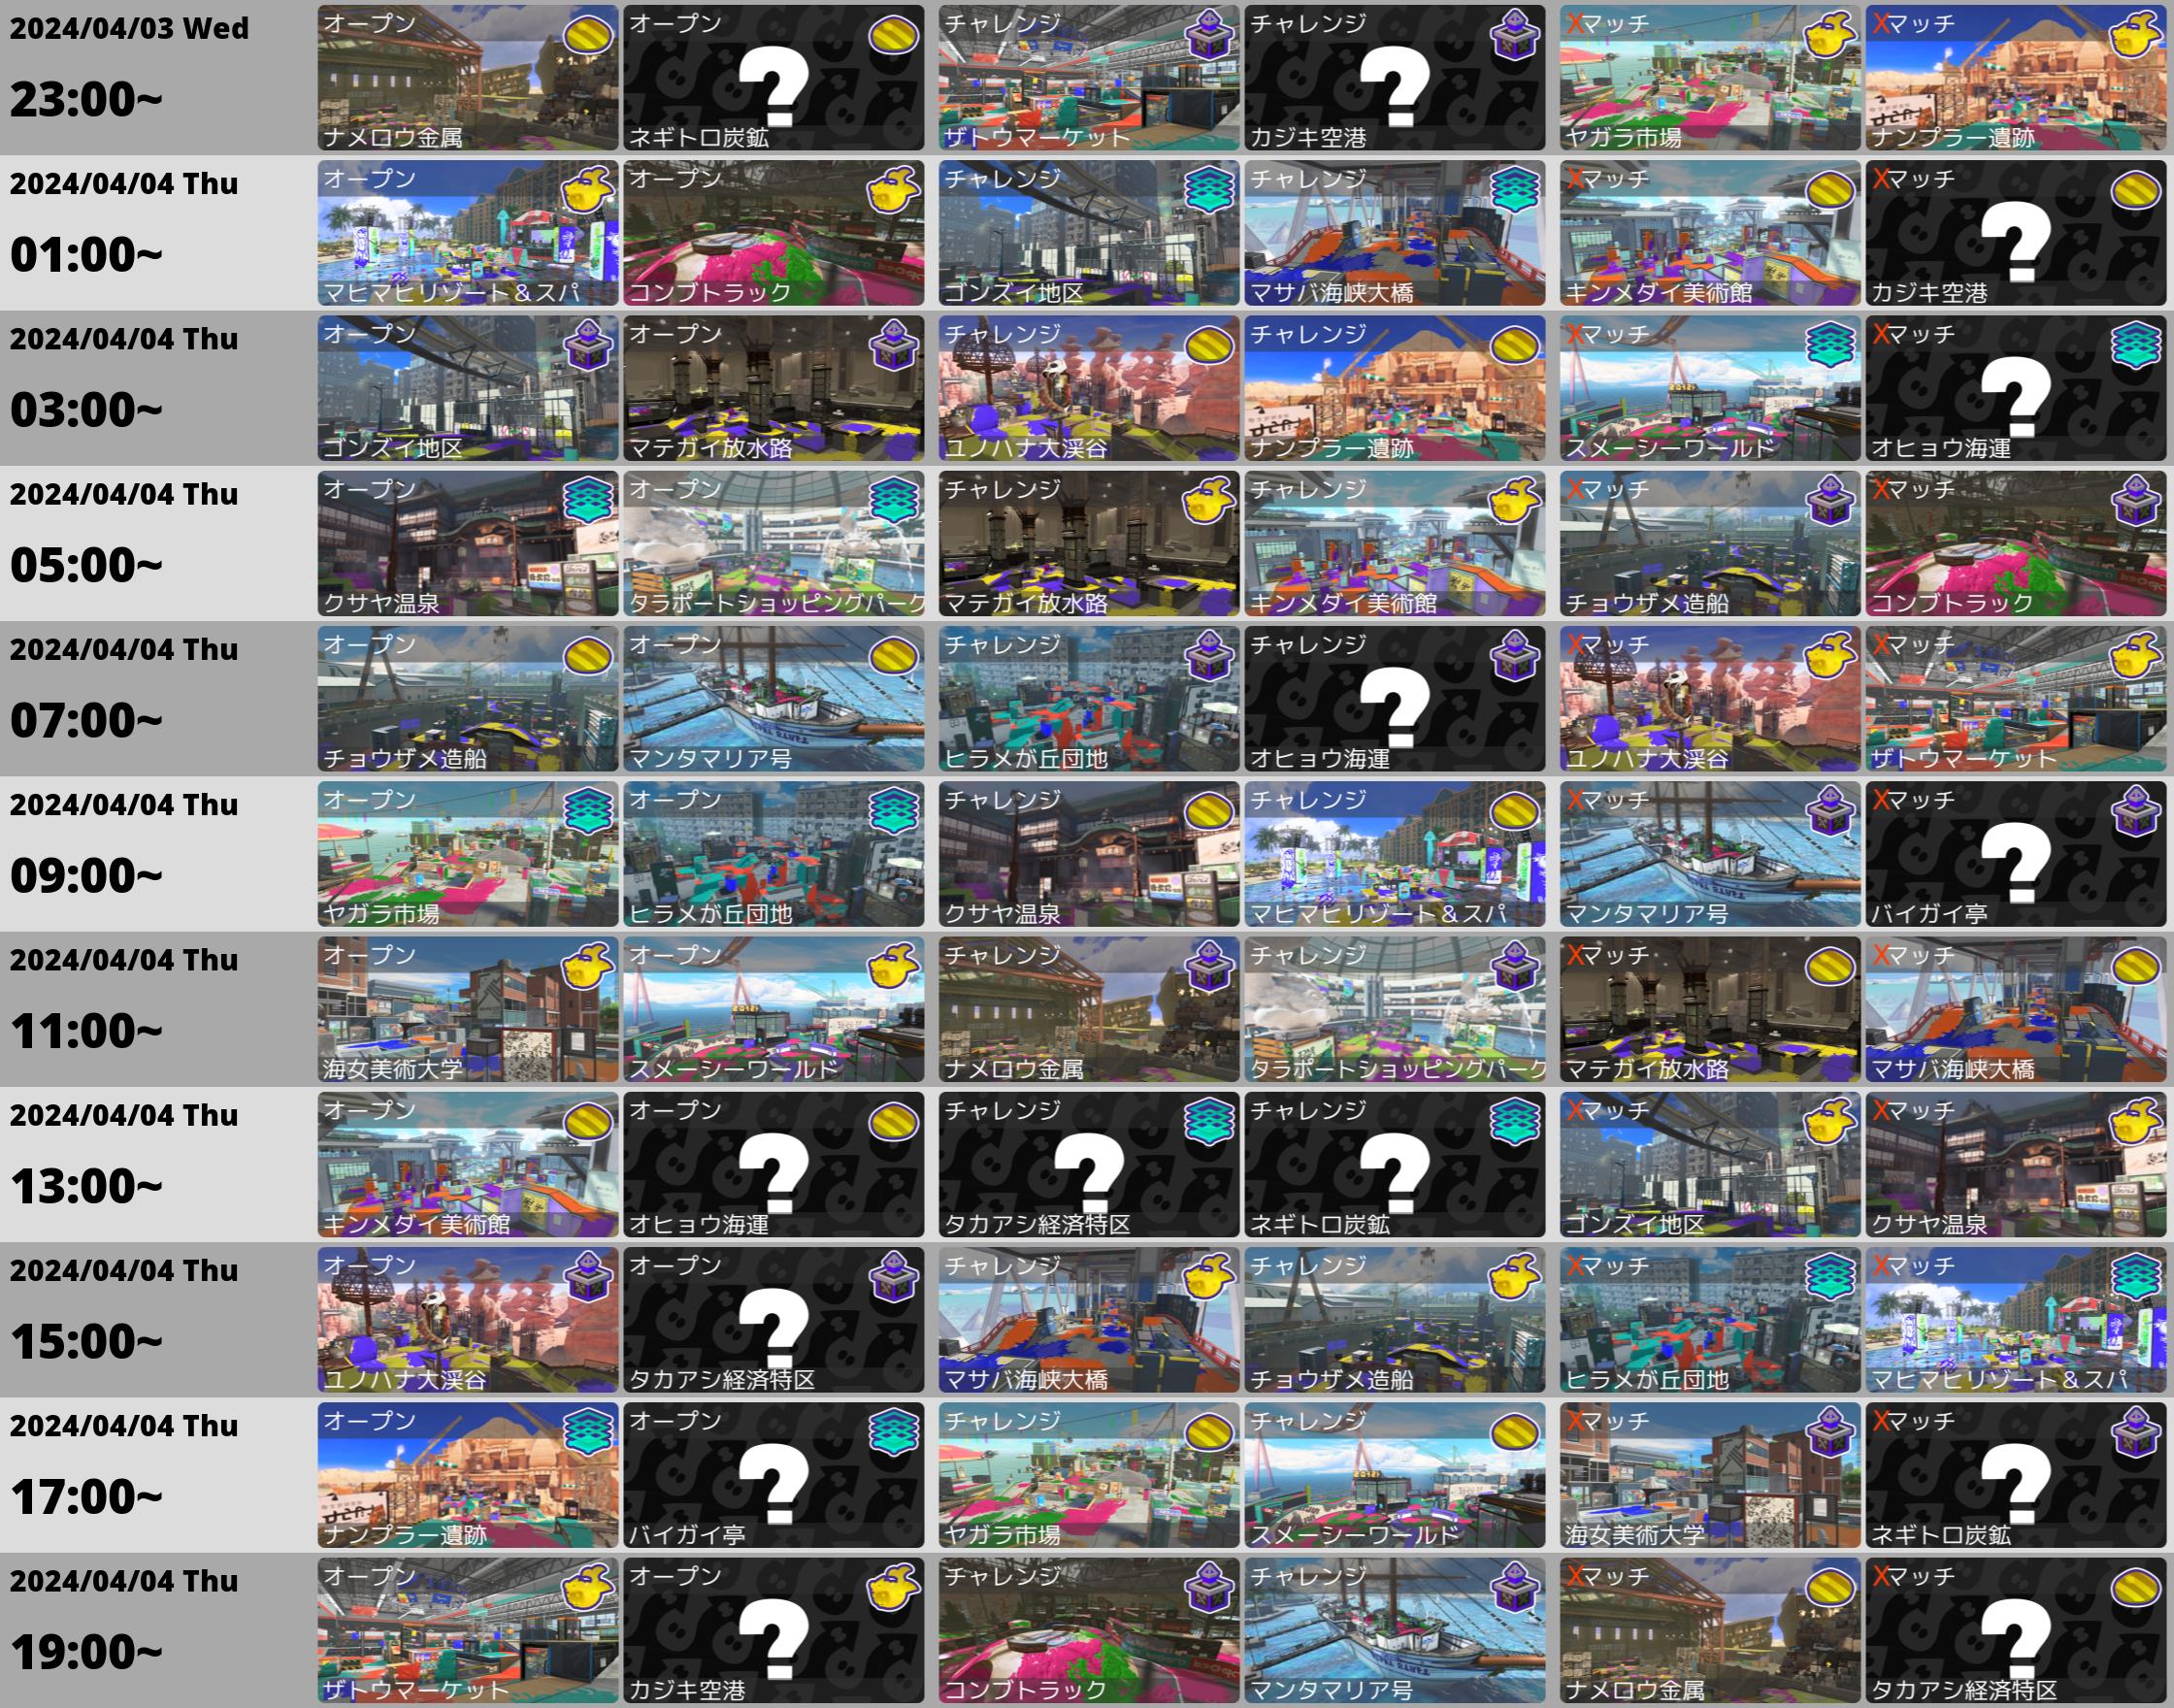 2024/04/03 Wed
23:00~
オープン
ナメロウ金属
オープン
ネギトロ炭鉱
チャレンジ
ザトウマーケット
チャレンジ
カジキ空港
Xマッチ
ヤガラ市場
Xマッチ
ナンプラー遺跡
2024/04/04 Thu
01:00~
オープン
マヒマヒリゾート＆スパ
オープン
コンブトラック
チャレンジ
ゴンズイ地区
チャレンジ
マサバ海峡大橋
Xマッチ
キンメダイ美術館
Xマッチ
カジキ空港
2024/04/04 Thu
03:00~
オープン
ゴンズイ地区
オープン
マテガイ放水路
チャレンジ
ユノハナ大渓谷
チャレンジ
ナンプラー遺跡
Xマッチ
スメーシーワールド
Xマッチ
オヒョウ海運
2024/04/04 Thu
05:00~
オープン
クサヤ温泉
オープン
タラポートショッピングパーク
チャレンジ
マテガイ放水路
チャレンジ
キンメダイ美術館
Xマッチ
チョウザメ造船
Xマッチ
コンブトラック
2024/04/04 Thu
07:00~
オープン
チョウザメ造船
オープン
マンタマリア号
チャレンジ
ヒラメが丘団地
チャレンジ
オヒョウ海運
Xマッチ
ユノハナ大渓谷
Xマッチ
ザトウマーケット
2024/04/04 Thu
09:00~
オープン
ヤガラ市場
オープン
ヒラメが丘団地
チャレンジ
クサヤ温泉
チャレンジ
マヒマヒリゾート＆スパ
Xマッチ
マンタマリア号
Xマッチ
バイガイ亭
2024/04/04 Thu
11:00~
オープン
海女美術大学
オープン
スメーシーワールド
チャレンジ
ナメロウ金属
チャレンジ
タラポートショッピングパーク
Xマッチ
マテガイ放水路
Xマッチ
マサバ海峡大橋
2024/04/04 Thu
13:00~
オープン
キンメダイ美術館
オープン
オヒョウ海運
チャレンジ
タカアシ経済特区
チャレンジ
ネギトロ炭鉱
Xマッチ
ゴンズイ地区
Xマッチ
クサヤ温泉
2024/04/04 Thu
15:00~
オープン
ユノハナ大渓谷
オープン
タカアシ経済特区
チャレンジ
マサバ海峡大橋
チャレンジ
チョウザメ造船
Xマッチ
ヒラメが丘団地
Xマッチ
マヒマヒリゾート＆スパ
2024/04/04 Thu
17:00~
オープン
ナンプラー遺跡
オープン
バイガイ亭
チャレンジ
ヤガラ市場
チャレンジ
スメーシーワールド
Xマッチ
海女美術大学
Xマッチ
ネギトロ炭鉱
2024/04/04 Thu
19:00~
オープン
ザトウマーケット
オープン
カジキ空港
チャレンジ
コンブトラック
チャレンジ
マンタマリア号
Xマッチ
ナメロウ金属
Xマッチ
タカアシ経済特区